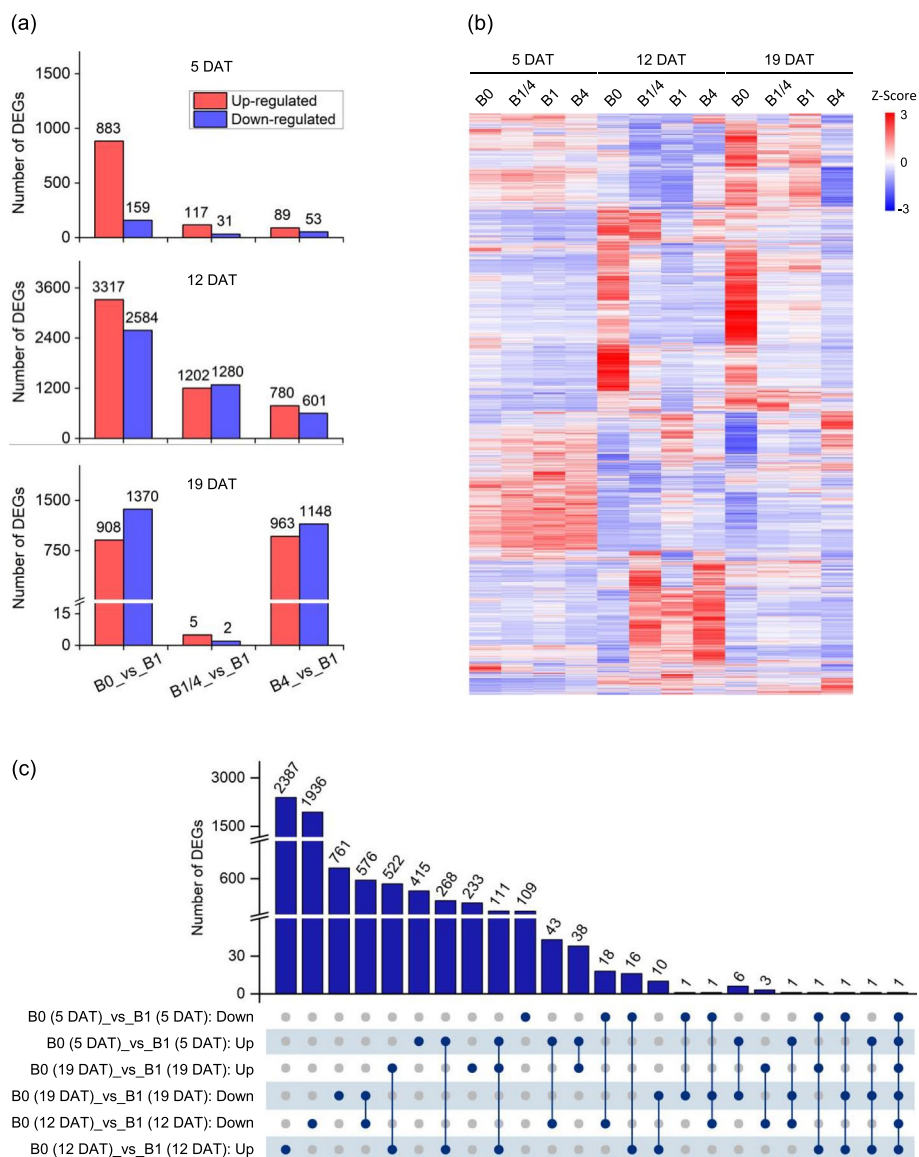 (a)
5 DAT
1500
1000
500
0
Number of DEGs
Up-regulated
Down-regulated
883
159
117
31
89
53
12 DAT
3600
2400
1200
0
Number of DEGs
3317
2584
1202
1280
780
601
19 DAT
1500
750
15
0
Number of DEGs
908
1370
5
2
963
1148
B0_vs_B1
B1/4_vs_B1
B4_vs_B1
(b)
5 DAT 12 DAT 19 DAT
B0 B1/4 B1 B4 B0 B1/4 B1 B4 B0 B1/4 B1 B4
Z-Score
3
0
-3
(c)
3000
1500
600
30
0
Number of DEGs
2387 1936 761 576 522 415 268 233 111 109 43 38 18 16 10 1 1 6 3 1 1 1 1 1
B0 (5 DAT)_vs_B1 (5 DAT): Down
B0 (5 DAT)_vs_B1 (5 DAT): Up
B0 (19 DAT)_vs_B1 (19 DAT): Up
B0 (19 DAT)_vs_B1 (19 DAT): Down
B0 (12 DAT)_vs_B1 (12 DAT): Down
B0 (12 DAT)_vs_B1 (12 DAT): Up